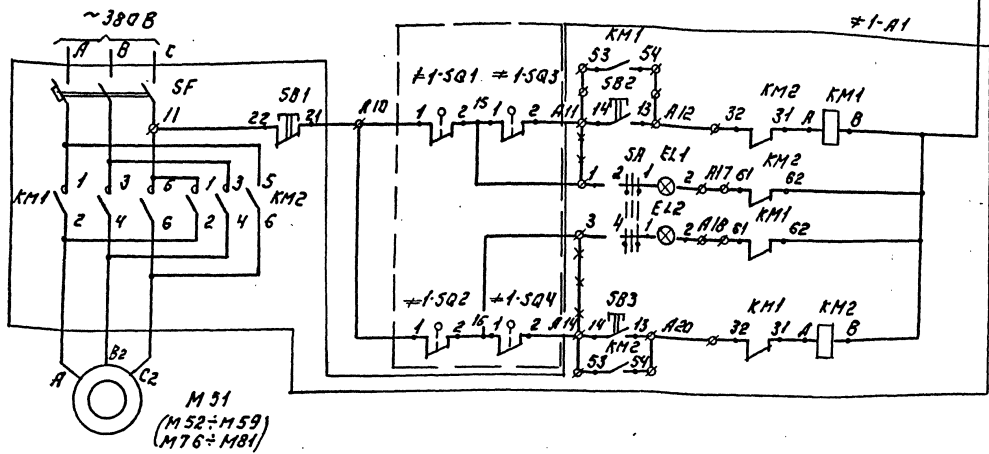 ~380В
A B C
SF
11
SB1
22 21
A10
≠1-SQ1 ≠1-SQ3
1 2 15 1 2
A11
≠1-A1
KM1
53 54
SB2
14 13
A12
KM2 KM1
32 31 A B
1
SA EL1
2 1 2 A17 61 62
KM2
3
EL2
4 1 2 A18 61 62
KM1
KM1 1 3 5 1 3 5 KM2
2 4 6 2 4 6
≠1-SQ2 ≠1-SQ4
1 2 16 1 2
A14
SB3
14 13
A20
KM2
53 54
KM1 KM2
32 31 A B
A B2 C2
M51
(M52÷M59)
(M76÷M81)